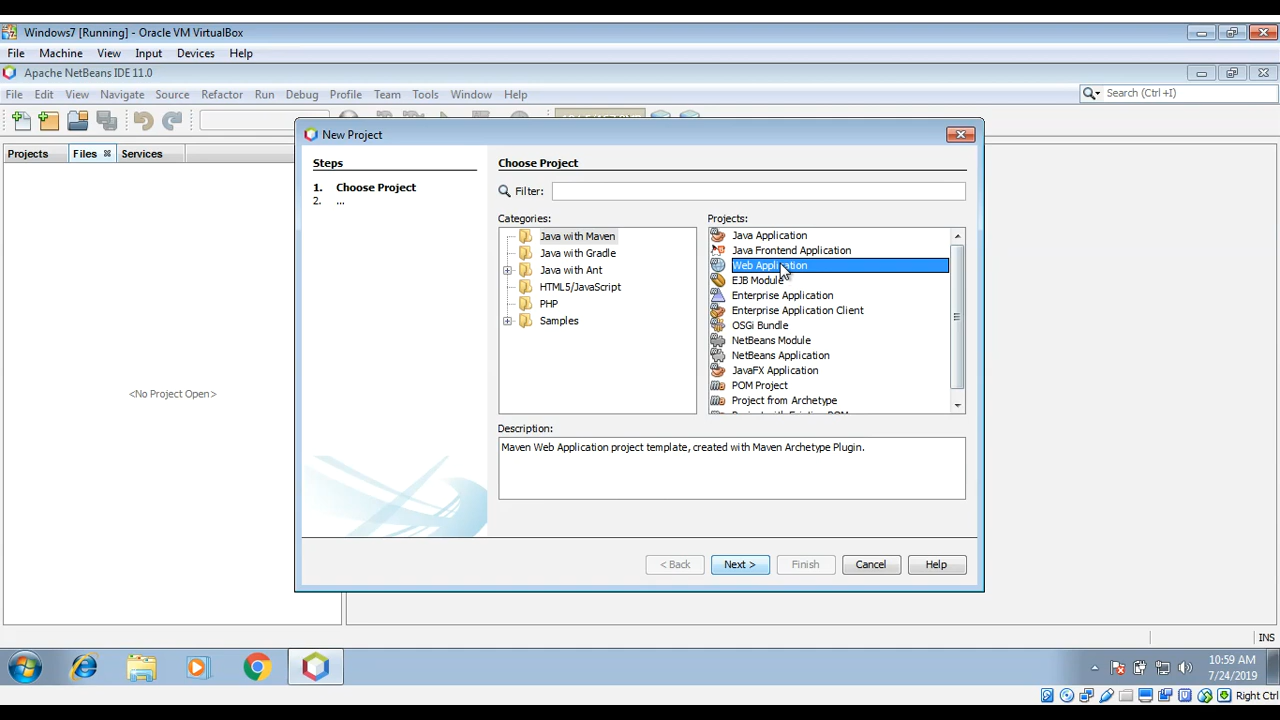 Windows7 [Running] - Oracle VM VirtualBox
File Machine View Input Devices Help
Apache NetBeans IDE 11.0
File Edit View Navigate Source Refactor Run Debug Profile Team Tools Window Help
Search (Ctrl +I)
Projects Files Services
<No Project Open>
New Project
Steps
1. Choose Project
2. ...
Choose Project
Filter:
Categories:
Java with Maven
Java with Gradle
Java with Ant
HTML5/JavaScript
PHP
Samples
Projects:
Java Application
Java Frontend Application
Web Application
EJB Module
Enterprise Application
Enterprise Application Client
OSGi Bundle
NetBeans Module
NetBeans Application
JavaFX Application
POM Project
Project from Archetype
Project with Existing POM
Description:
Maven Web Application project template, created with Maven Archetype Plugin.
< Back Next > Finish Cancel Help
INS
10:59 AM
7/24/2019
Right Ctrl